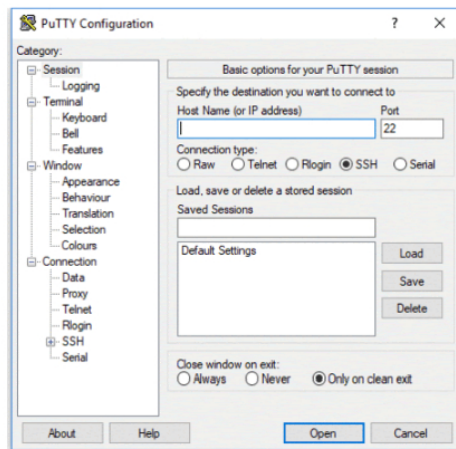 PuTTY Configuration
Category:
Session
Logging
Terminal
Keyboard
Bell
Features
Window
Appearance
Behaviour
Translation
Selection
Colours
Connection
Data
Proxy
Telnet
Rlogin
SSH
Serial
Basic options for your PuTTY session
Specify the destination you want to connect to
Host Name (or IP address) Port
22
Connection type:
Raw Telnet Rlogin SSH Serial
Load, save or delete a stored session
Saved Sessions
Default Settings
Load
Save
Delete
Close window on exit:
Always Never Only on clean exit
About Help Open Cancel